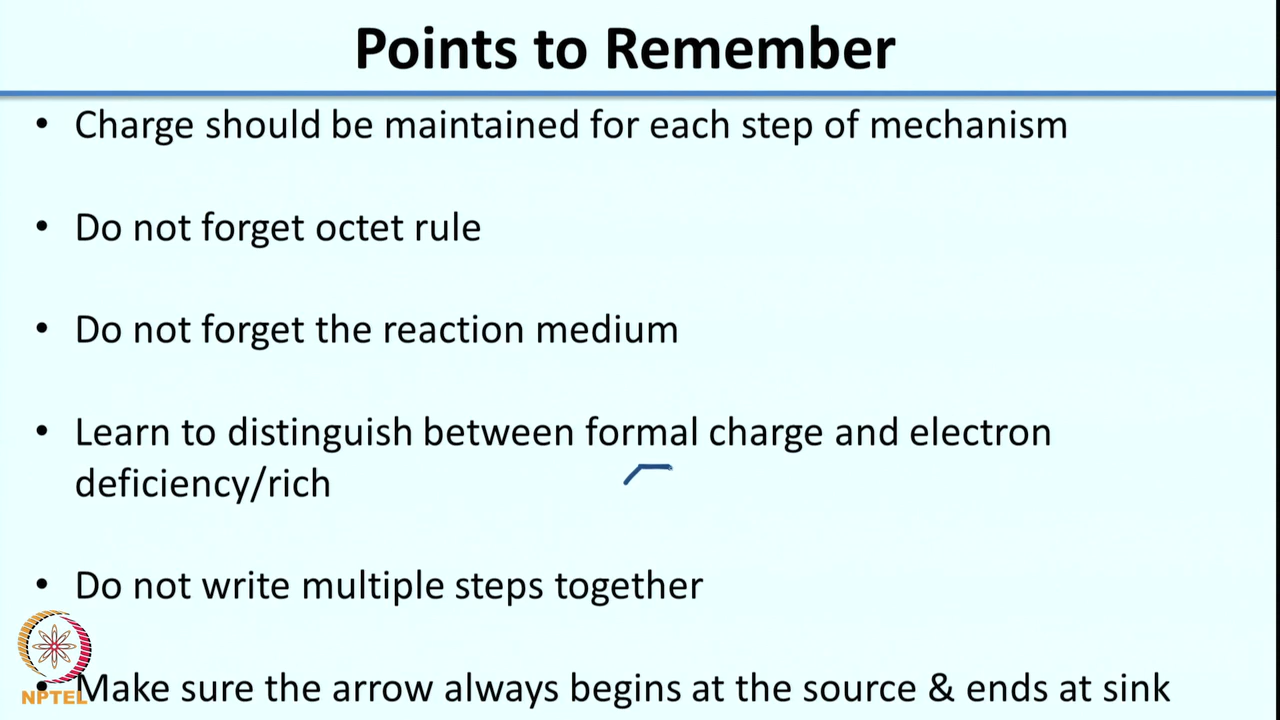 Points to Remember
• Charge should be maintained for each step of mechanism
• Do not forget octet rule
• Do not forget the reaction medium
• Learn to distinguish between formal charge and electron
deficiency/rich
• Do not write multiple steps together
• Make sure the arrow always begins at the source & ends at sink
NPTEL